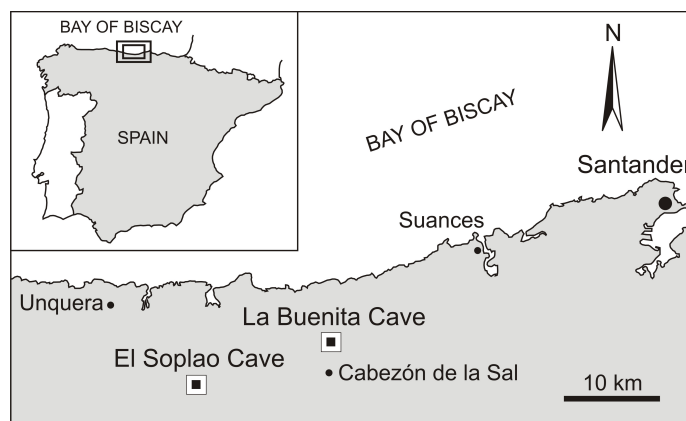 BAY OF BISCAY
SPAIN
BAY OF BISCAY
N
Santander
Suances
Unquera
La Buenita Cave
El Soplao Cave
Cabezón de la Sal
10 km